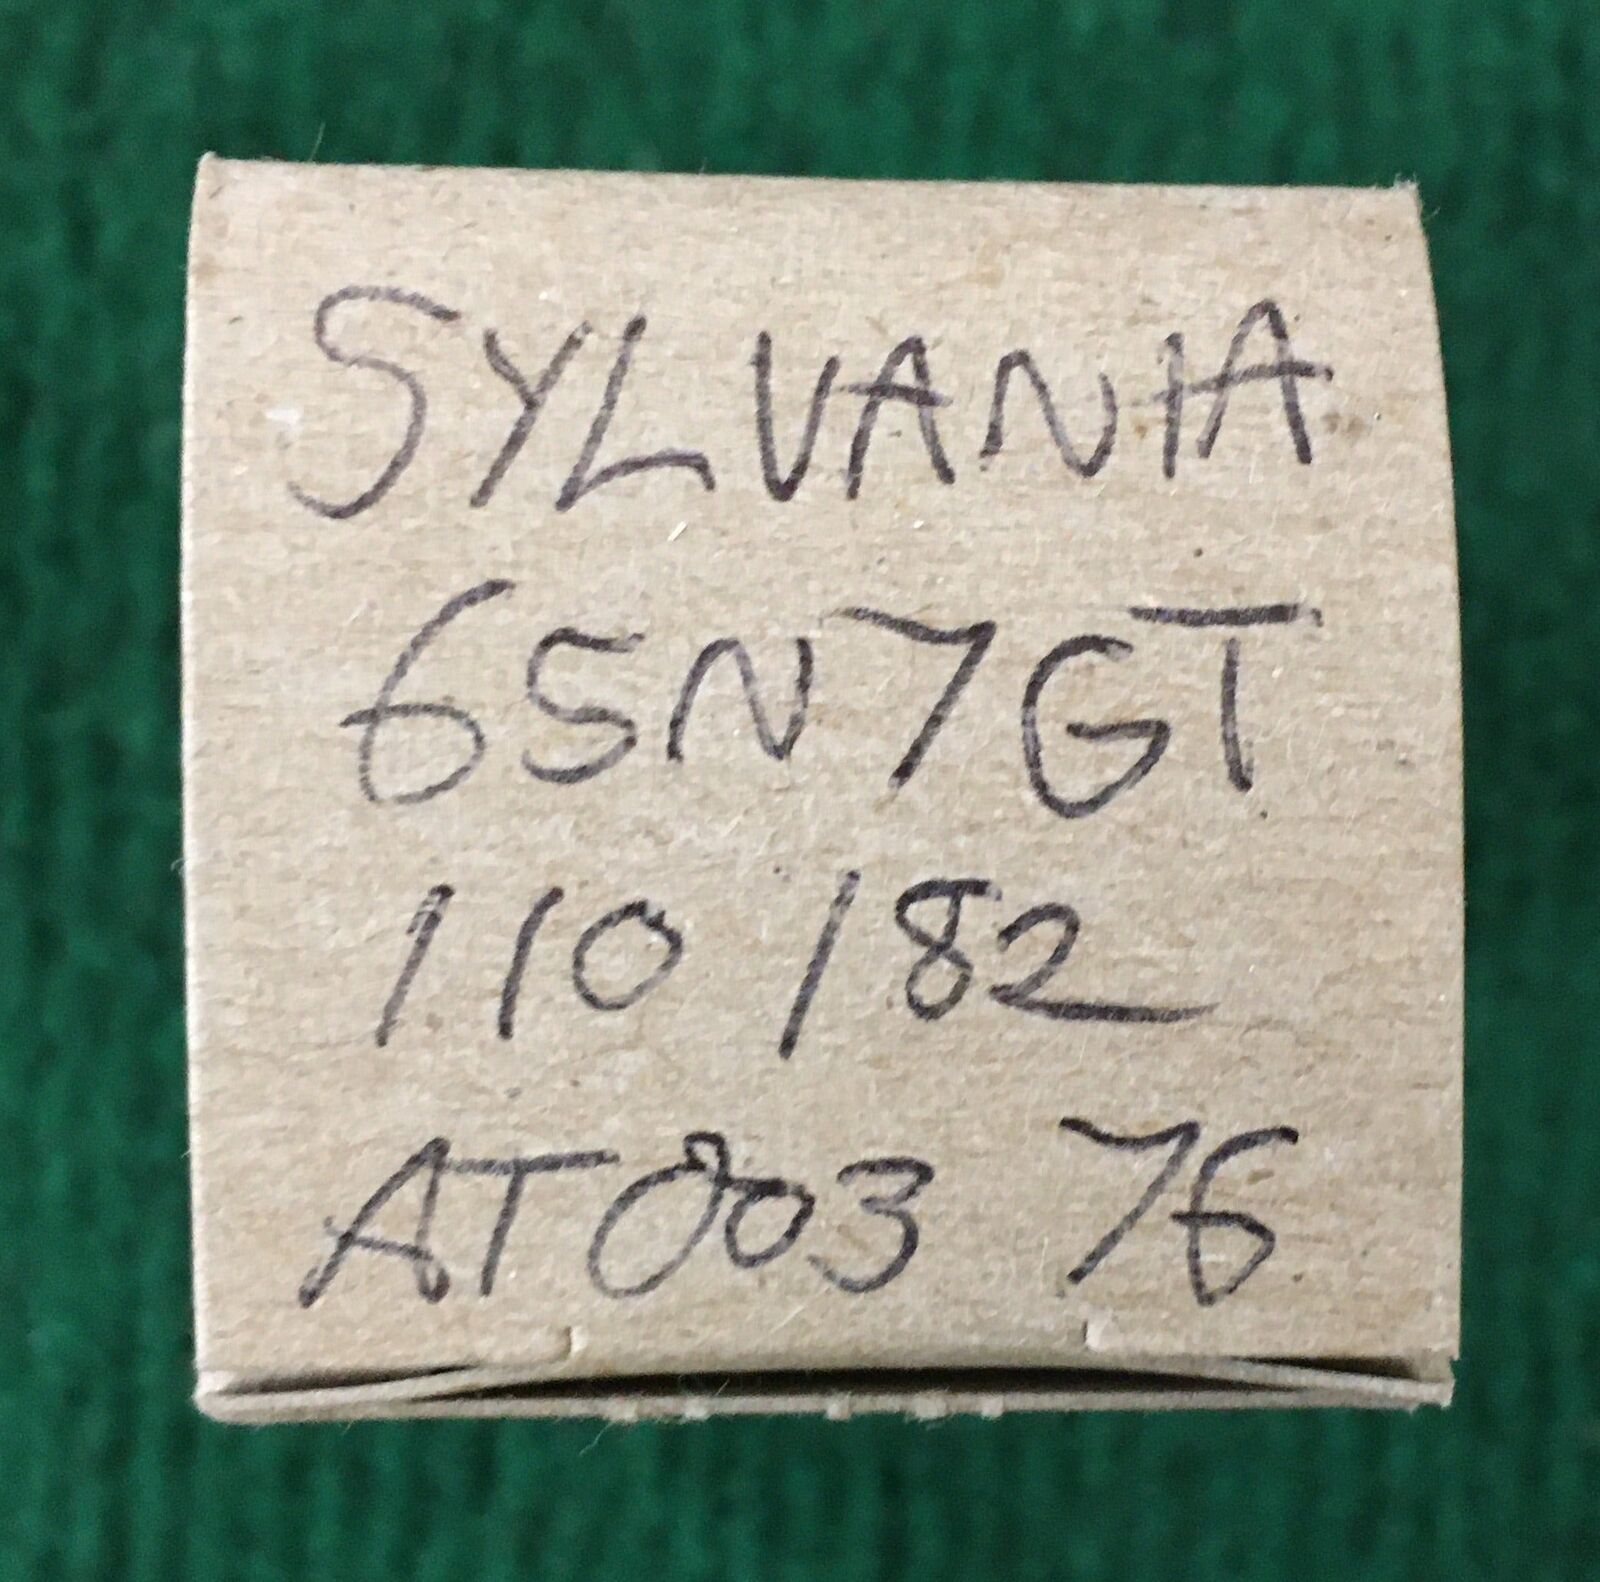 SYLVANIA
6SN7GT
110/82
AT003 76